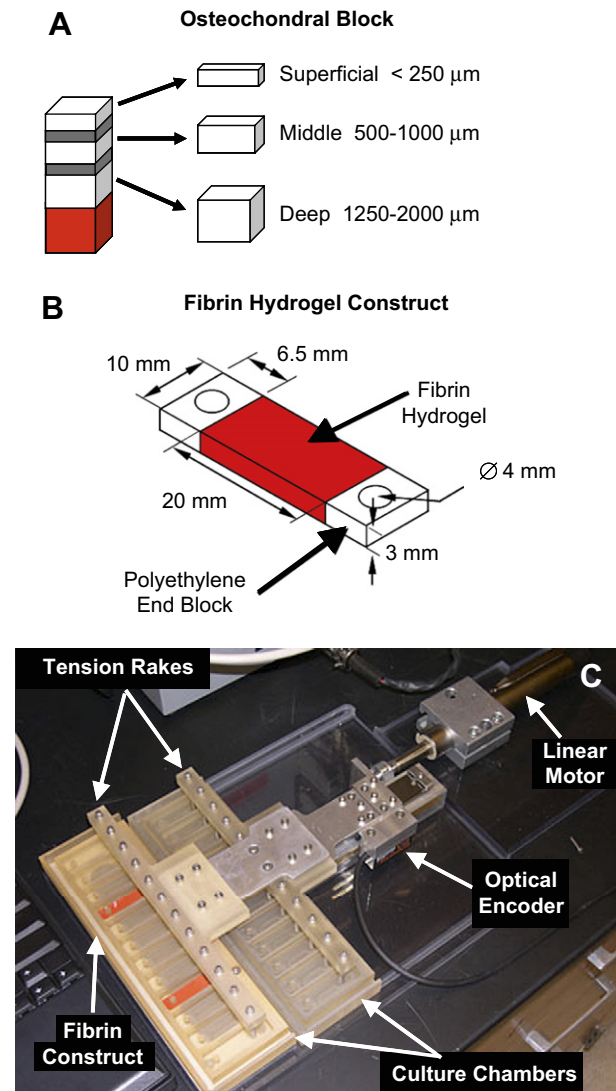 A
Osteochondral Block
Superficial < 250 μm
Middle 500-1000 μm
Deep 1250-2000 μm
B
Fibrin Hydrogel Construct
10 mm
6.5 mm
Fibrin
Hydrogel
20 mm
∅ 4 mm
3 mm
Polyethylene
End Block
C
Tension Rakes
Linear
Motor
Optical
Encoder
Fibrin
Construct
Culture Chambers